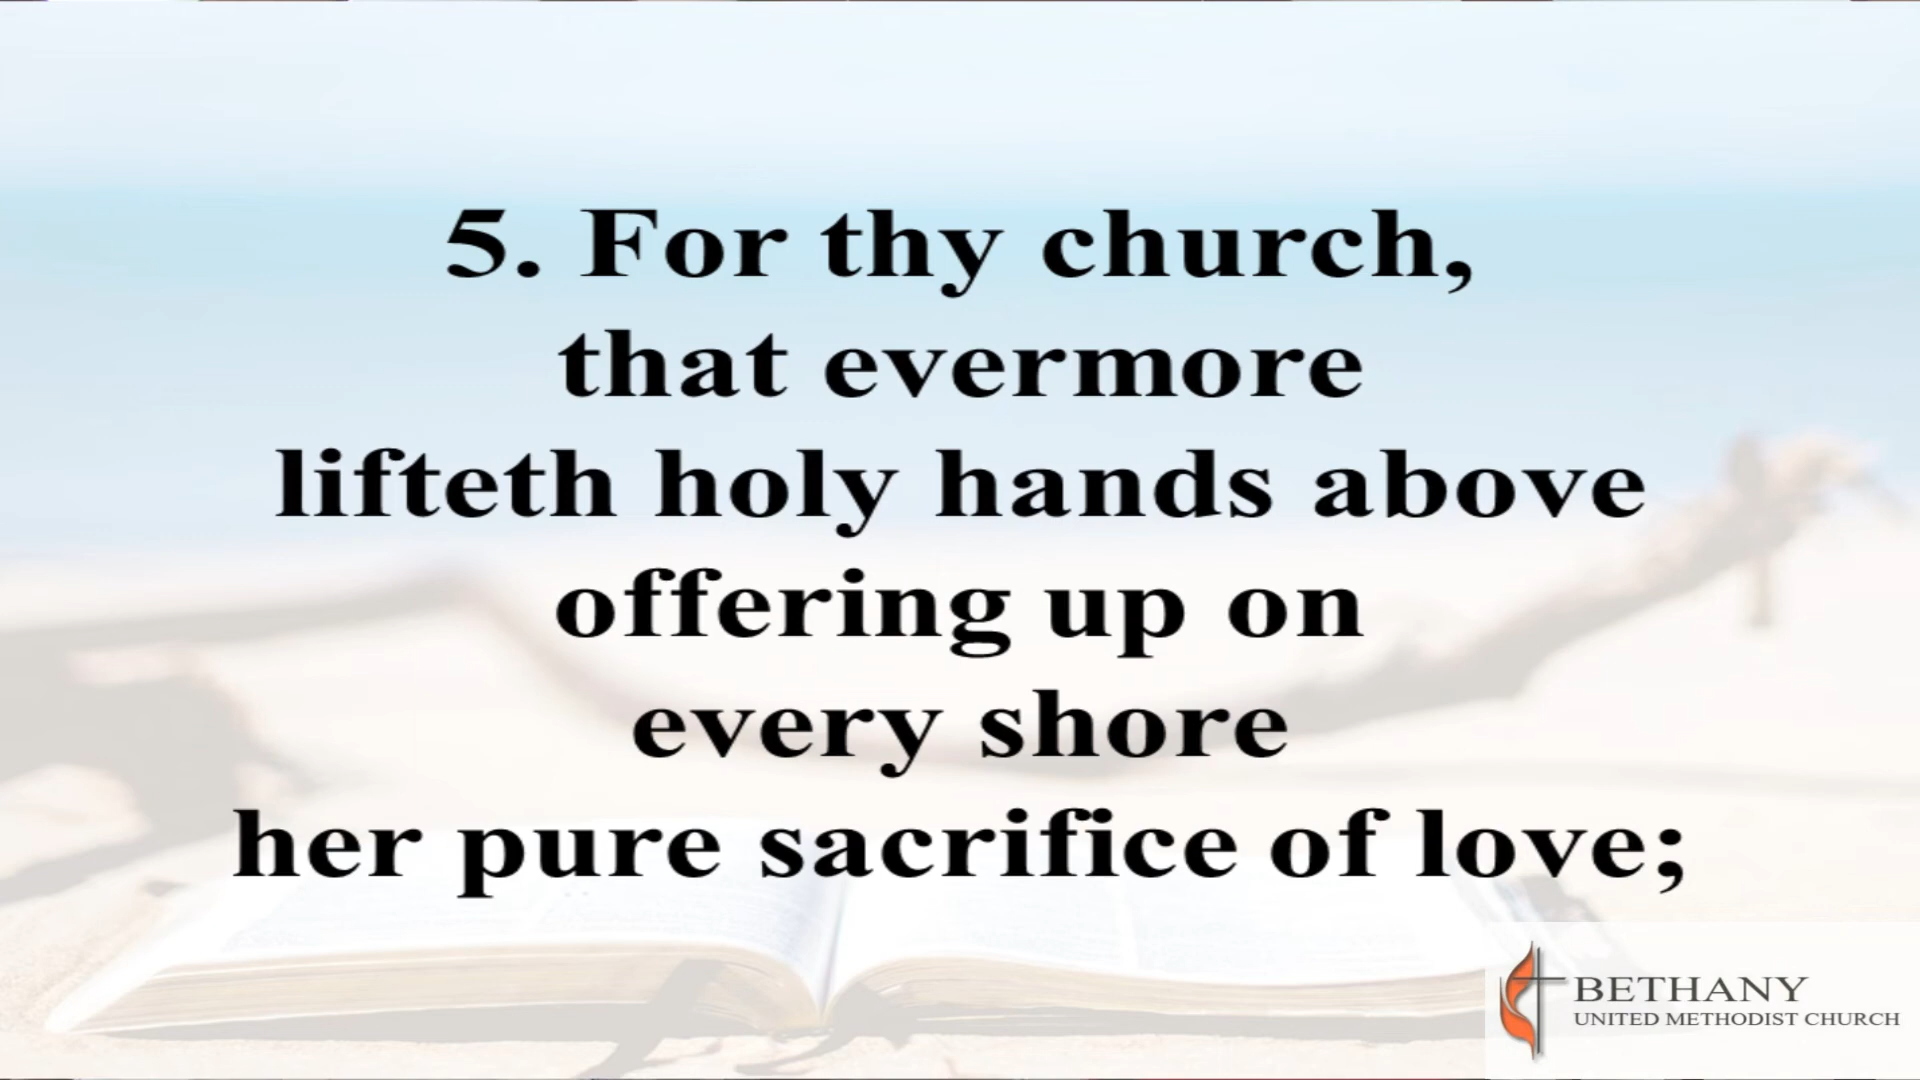 5. For thy church,
that evermore
lifteth holy hands above
offering up on
every shore
her pure sacrifice of love;
BETHANY
UNITED METHODIST CHURCH